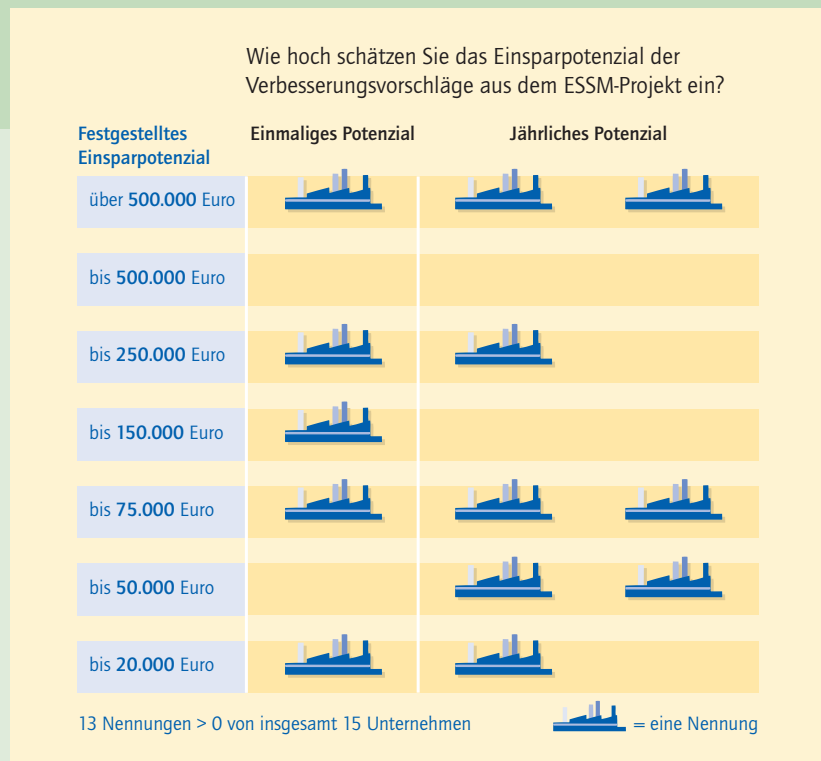 Wie hoch schätzen Sie das Einsparpotenzial der
Verbesserungsvorschläge aus dem ESSM-Projekt ein?
Festgestelltes
Einsparpotenzial
Einmaliges Potenzial
Jährliches Potenzial
über 500.000 Euro
bis 500.000 Euro
bis 250.000 Euro
bis 150.000 Euro
bis 75.000 Euro
bis 50.000 Euro
bis 20.000 Euro
13 Nennungen > 0 von insgesamt 15 Unternehmen
= eine Nennung